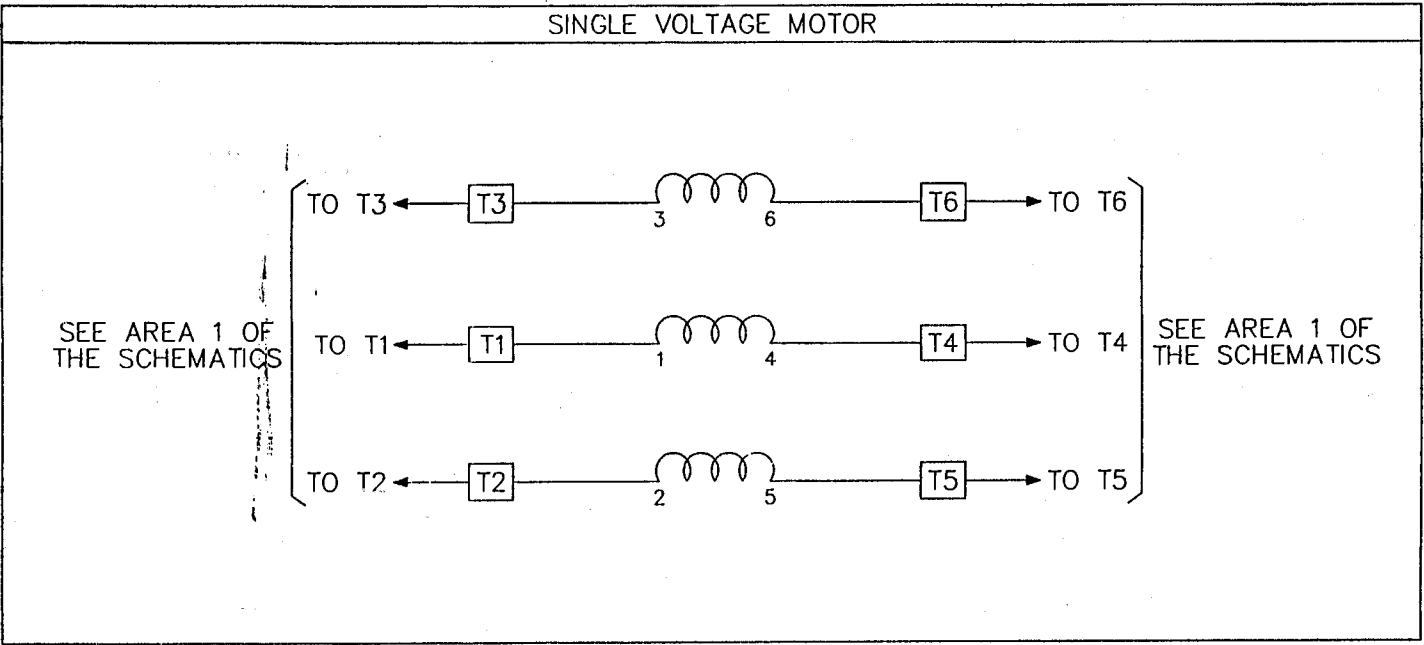 SINGLE VOLTAGE MOTOR
TO T3 T3 3 6 T6 TO T6
SEE AREA 1 OF
THE SCHEMATICS
TO T1 T1 1 4 T4 TO T4
SEE AREA 1 OF
THE SCHEMATICS
TO T2 T2 2 5 T5 TO T5